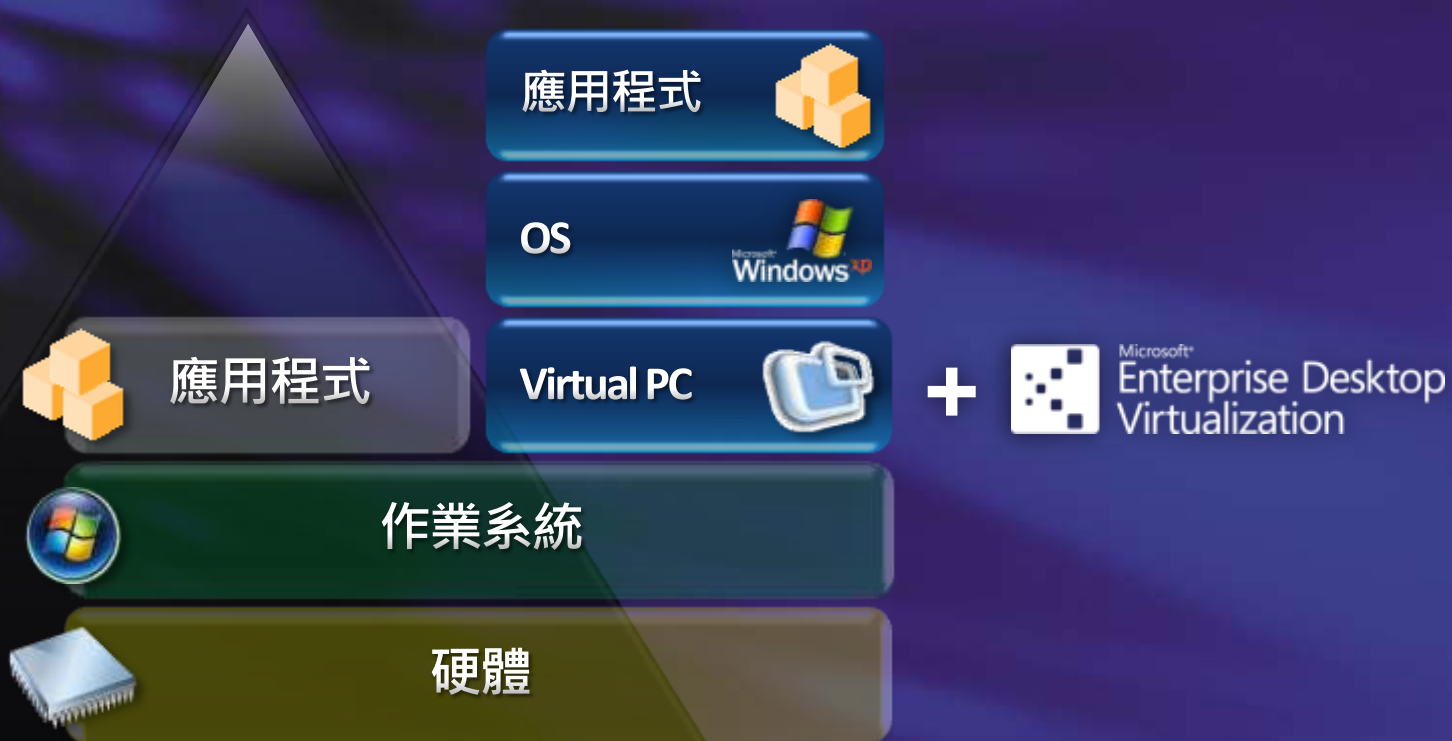 應用程式
OS
Microsoft
Windows xp
應用程式
Virtual PC
+
Microsoft®
Enterprise Desktop
Virtualization
作業系統
硬體